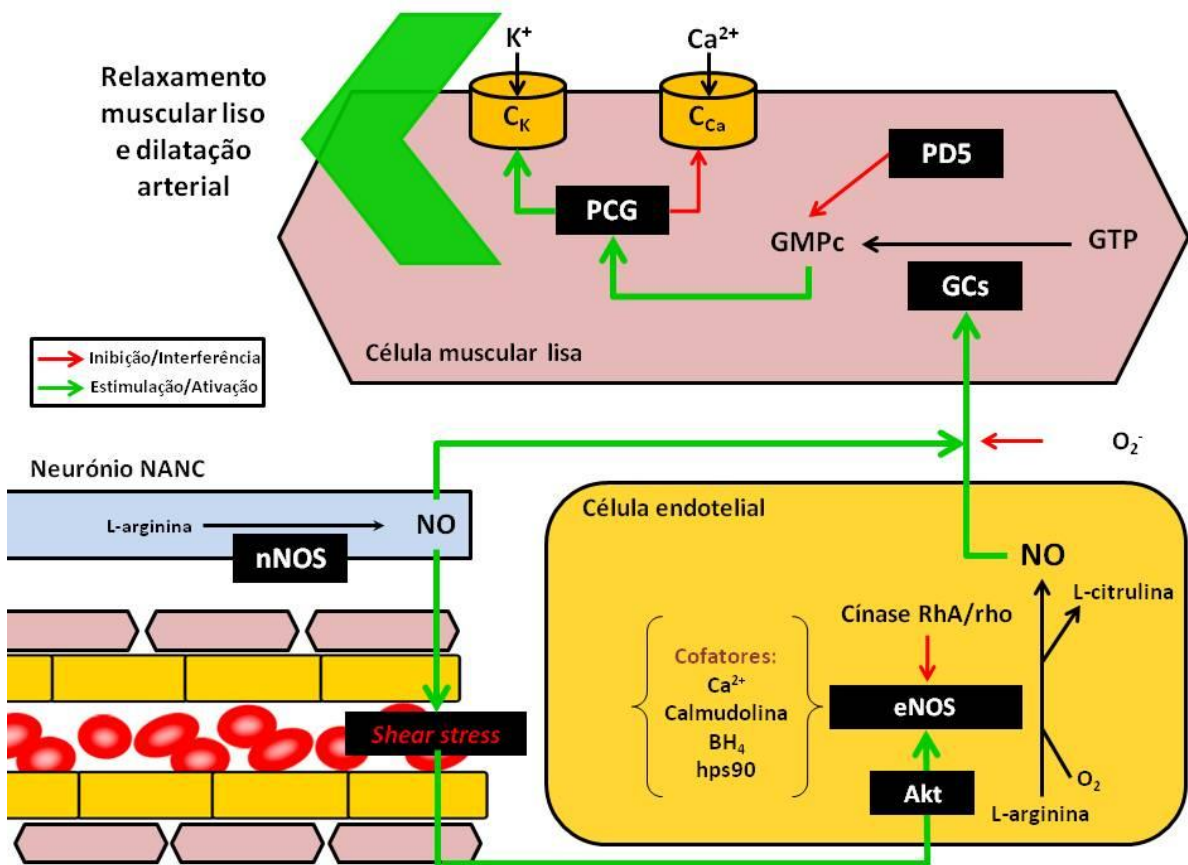 Relaxamento
muscular liso
e dilatação
arterial
K+
Ca2+
CK
CCa
PD5
PCG
GMPc
GTP
GCs
Célula muscular lisa
Inibição/Interferência
Estimulação/Ativação
O2-
Neurónio NANC
L-arginina
NO
nNOS
Shear stress
Célula endotelial
NO
L-citrulina
Cínase RhA/rho
Cofatores:
Ca2+
Calmudolina
BH4
hps90
eNOS
Akt
O2
L-arginina